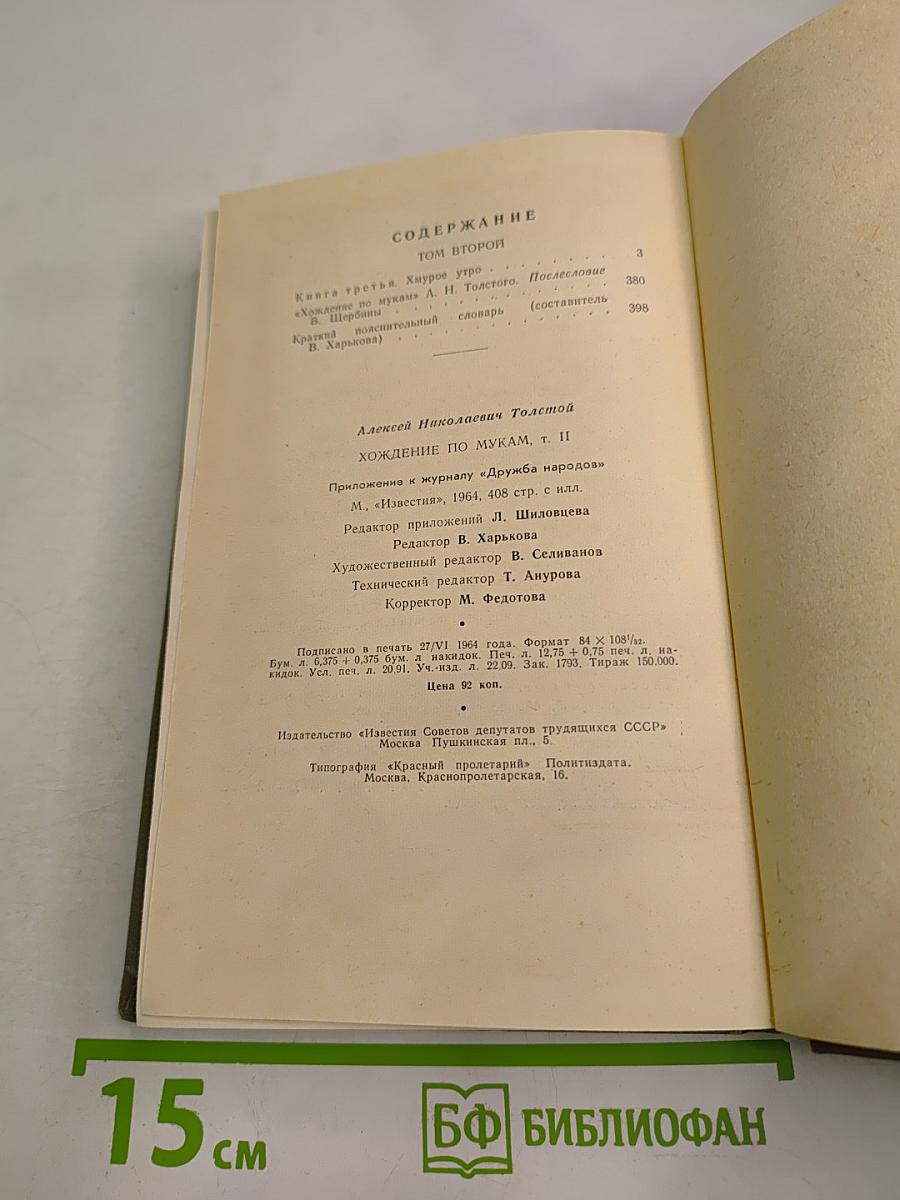 СОДЕРЖАНИЕ
ТОМ ВТОРОЙ
Книга третья. Хмурое утро . . . . . . . . 3
«Хождение по мукам» А. Н. Толстого. Послесловие
В. Щербины . . . . . . . . . . . . . . 380
Краткий пояснительный словарь (составитель
В. Харькова) . . . . . . . . . . . . . . 398
Алексей Николаевич Толстой
ХОЖДЕНИЕ ПО МУКАМ, т. II
Приложение к журналу «Дружба народов»
М., «Известия», 1964, 408 стр. с илл.
Редактор приложений Л. Шиловцева
Редактор В. Харькова
Художественный редактор В. Селиванов
Технический редактор Т. Анурова
Корректор М. Федотова
Подписано в печать 27/VI 1964 года. Формат 84 × 108¹/₃₂.
Бум. л. 6,375 + 0,375 бум. л накидок. Печ. л. 12,75 + 0,75 печ. л. на-
кидок. Усл. печ. л. 20,91. Уч.-изд. л. 22,09. Зак. 1793. Тираж 150.000.
Цена 92 коп.
Издательство «Известия Советов депутатов трудящихся СССР»
Москва Пушкинская пл., 5.
Типография «Красный пролетарий» Политиздата.
Москва, Краснопролетарская, 16.
15 см
БФ БИБЛИОФАН